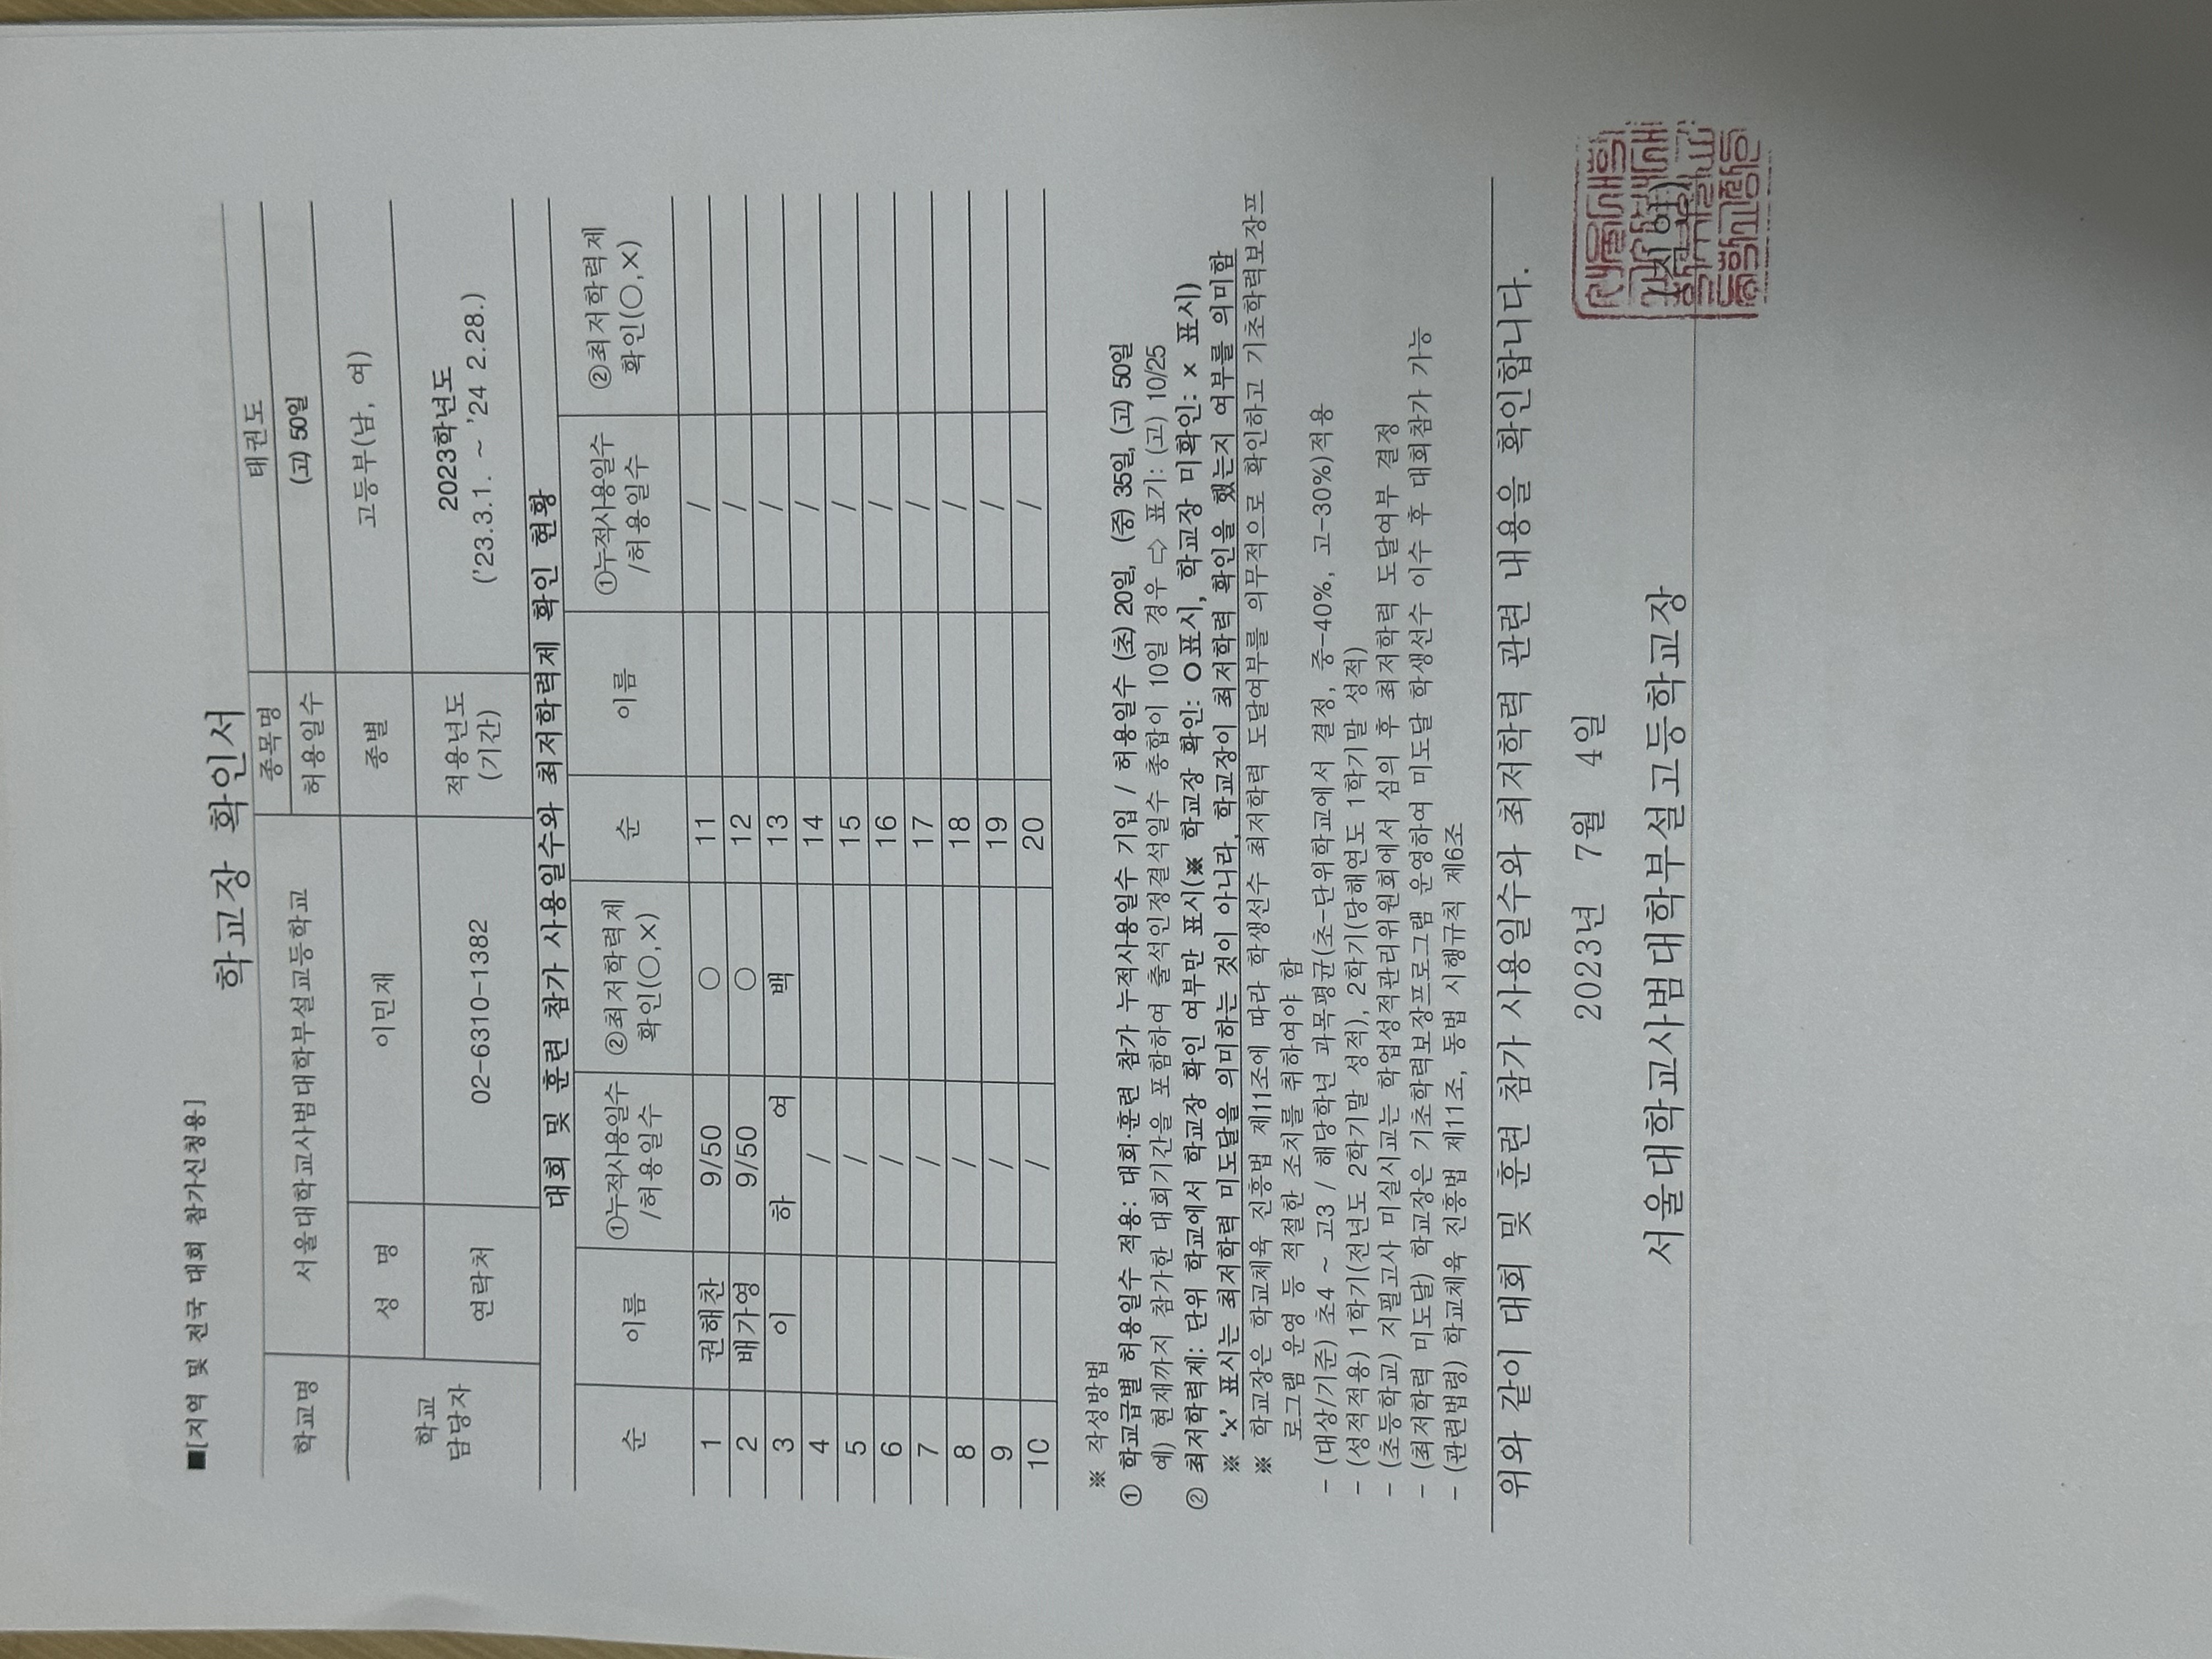 ■[지역 및 전국 대회 참가신청용]
학교장 확인서
학교명 서울대학교사범대학부설고등학교 종목명 태권도
허용일수 (고) 50일
학교 담당자 성 명 이민재 종별 고등부(남, 여)
연락처 02-6310-1382 적용년도 (기간) 2023학년도 ('23.3.1. ~ '24 2.28.)
대회 및 훈련 참가 사용일수와 최저학력제 확인 현황
순 이름 ①누적사용일수 /허용일수 ②최저학력제 확인(○,×) 순 이름 ①누적사용일수 /허용일수 ②최저학력제 확인(○,×)
1 권해찬 9/50 ○ 11 /
2 배가영 9/50 ○ 12 /
3 이 하 여 백 13 /
4 / 14 /
5 / 15 /
6 / 16 /
7 / 17 /
8 / 18 /
9 / 19 /
10 / 20 /
※ 작성방법
① 학교급별 허용일수 적용: 대회·훈련 참가 누적사용일수 기입 / 허용일수 (초) 20일, (중) 35일, (고) 50일
예) 현재까지 참가한 대회기간을 포함하여 출석인정결석일수 총합이 10일 경우 ⇨ 표기: (고) 10/25
② 최저학력제: 단위 학교에서 학교장 확인 여부만 표시(※ 학교장 확인: ○ 표시, 학교장 미확인: × 표시)
※ '×' 표시는 최저학력 미도달을 의미하는 것이 아니라, 학교장이 최저학력 확인을 했는지 여부를 의미함
※ 학교장은 학교체육 진흥법 제11조에 따라 학생선수 최저학력 도달여부를 의무적으로 확인하고 기초학력보장프
로그램 운영 등 적절한 조치를 취하여야 함
- (대상/기준) 초4 ~ 고3 / 해당학년 과목평균(초-단위학교에서 결정, 중-40%, 고-30%)적용
- (성적적용) 1학기(전년도 2학기말 성적), 2학기(당해연도 1학기말 성적)
- (초등학교) 지필고사 미실시교는 학업성적관리위원회에서 심의 후 최저학력 도달여부 결정
- (최저학력 미도달) 학교장은 기초학력보장프로그램 운영하여 미도달 학생선수 이수 후 대회참가 가능
- (관련법령) 학교체육 진흥법 제11조, 동법 시행규칙 제6조
위와 같이 대회 및 훈련 참가 사용일수와 최저학력 관련 내용을 확인합니다.
2023년 7월 4일
서울대학교사범대학부설고등학교장 (직인)